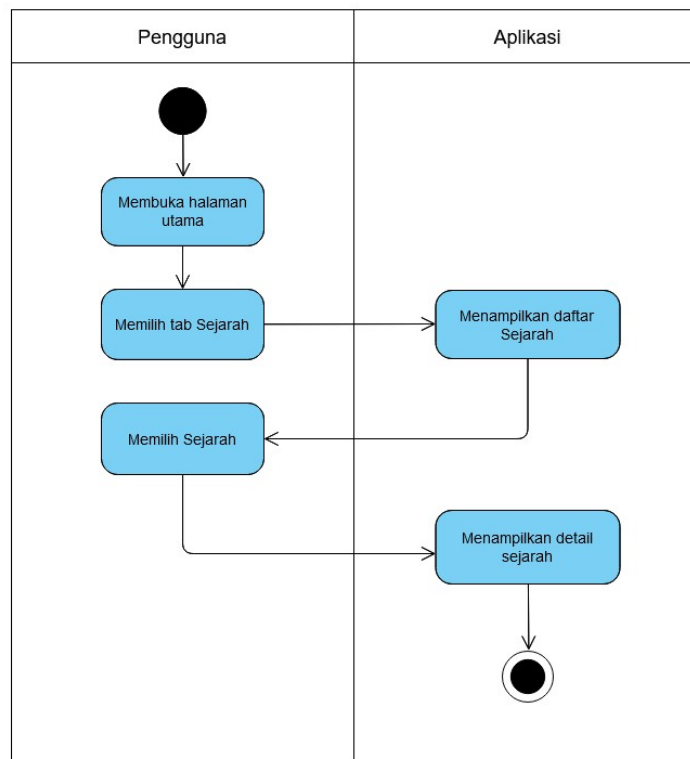 Pengguna
Aplikasi
Membuka halaman
utama
Memilih tab Sejarah
Menampilkan daftar
Sejarah
Memilih Sejarah
Menampilkan detail
sejarah